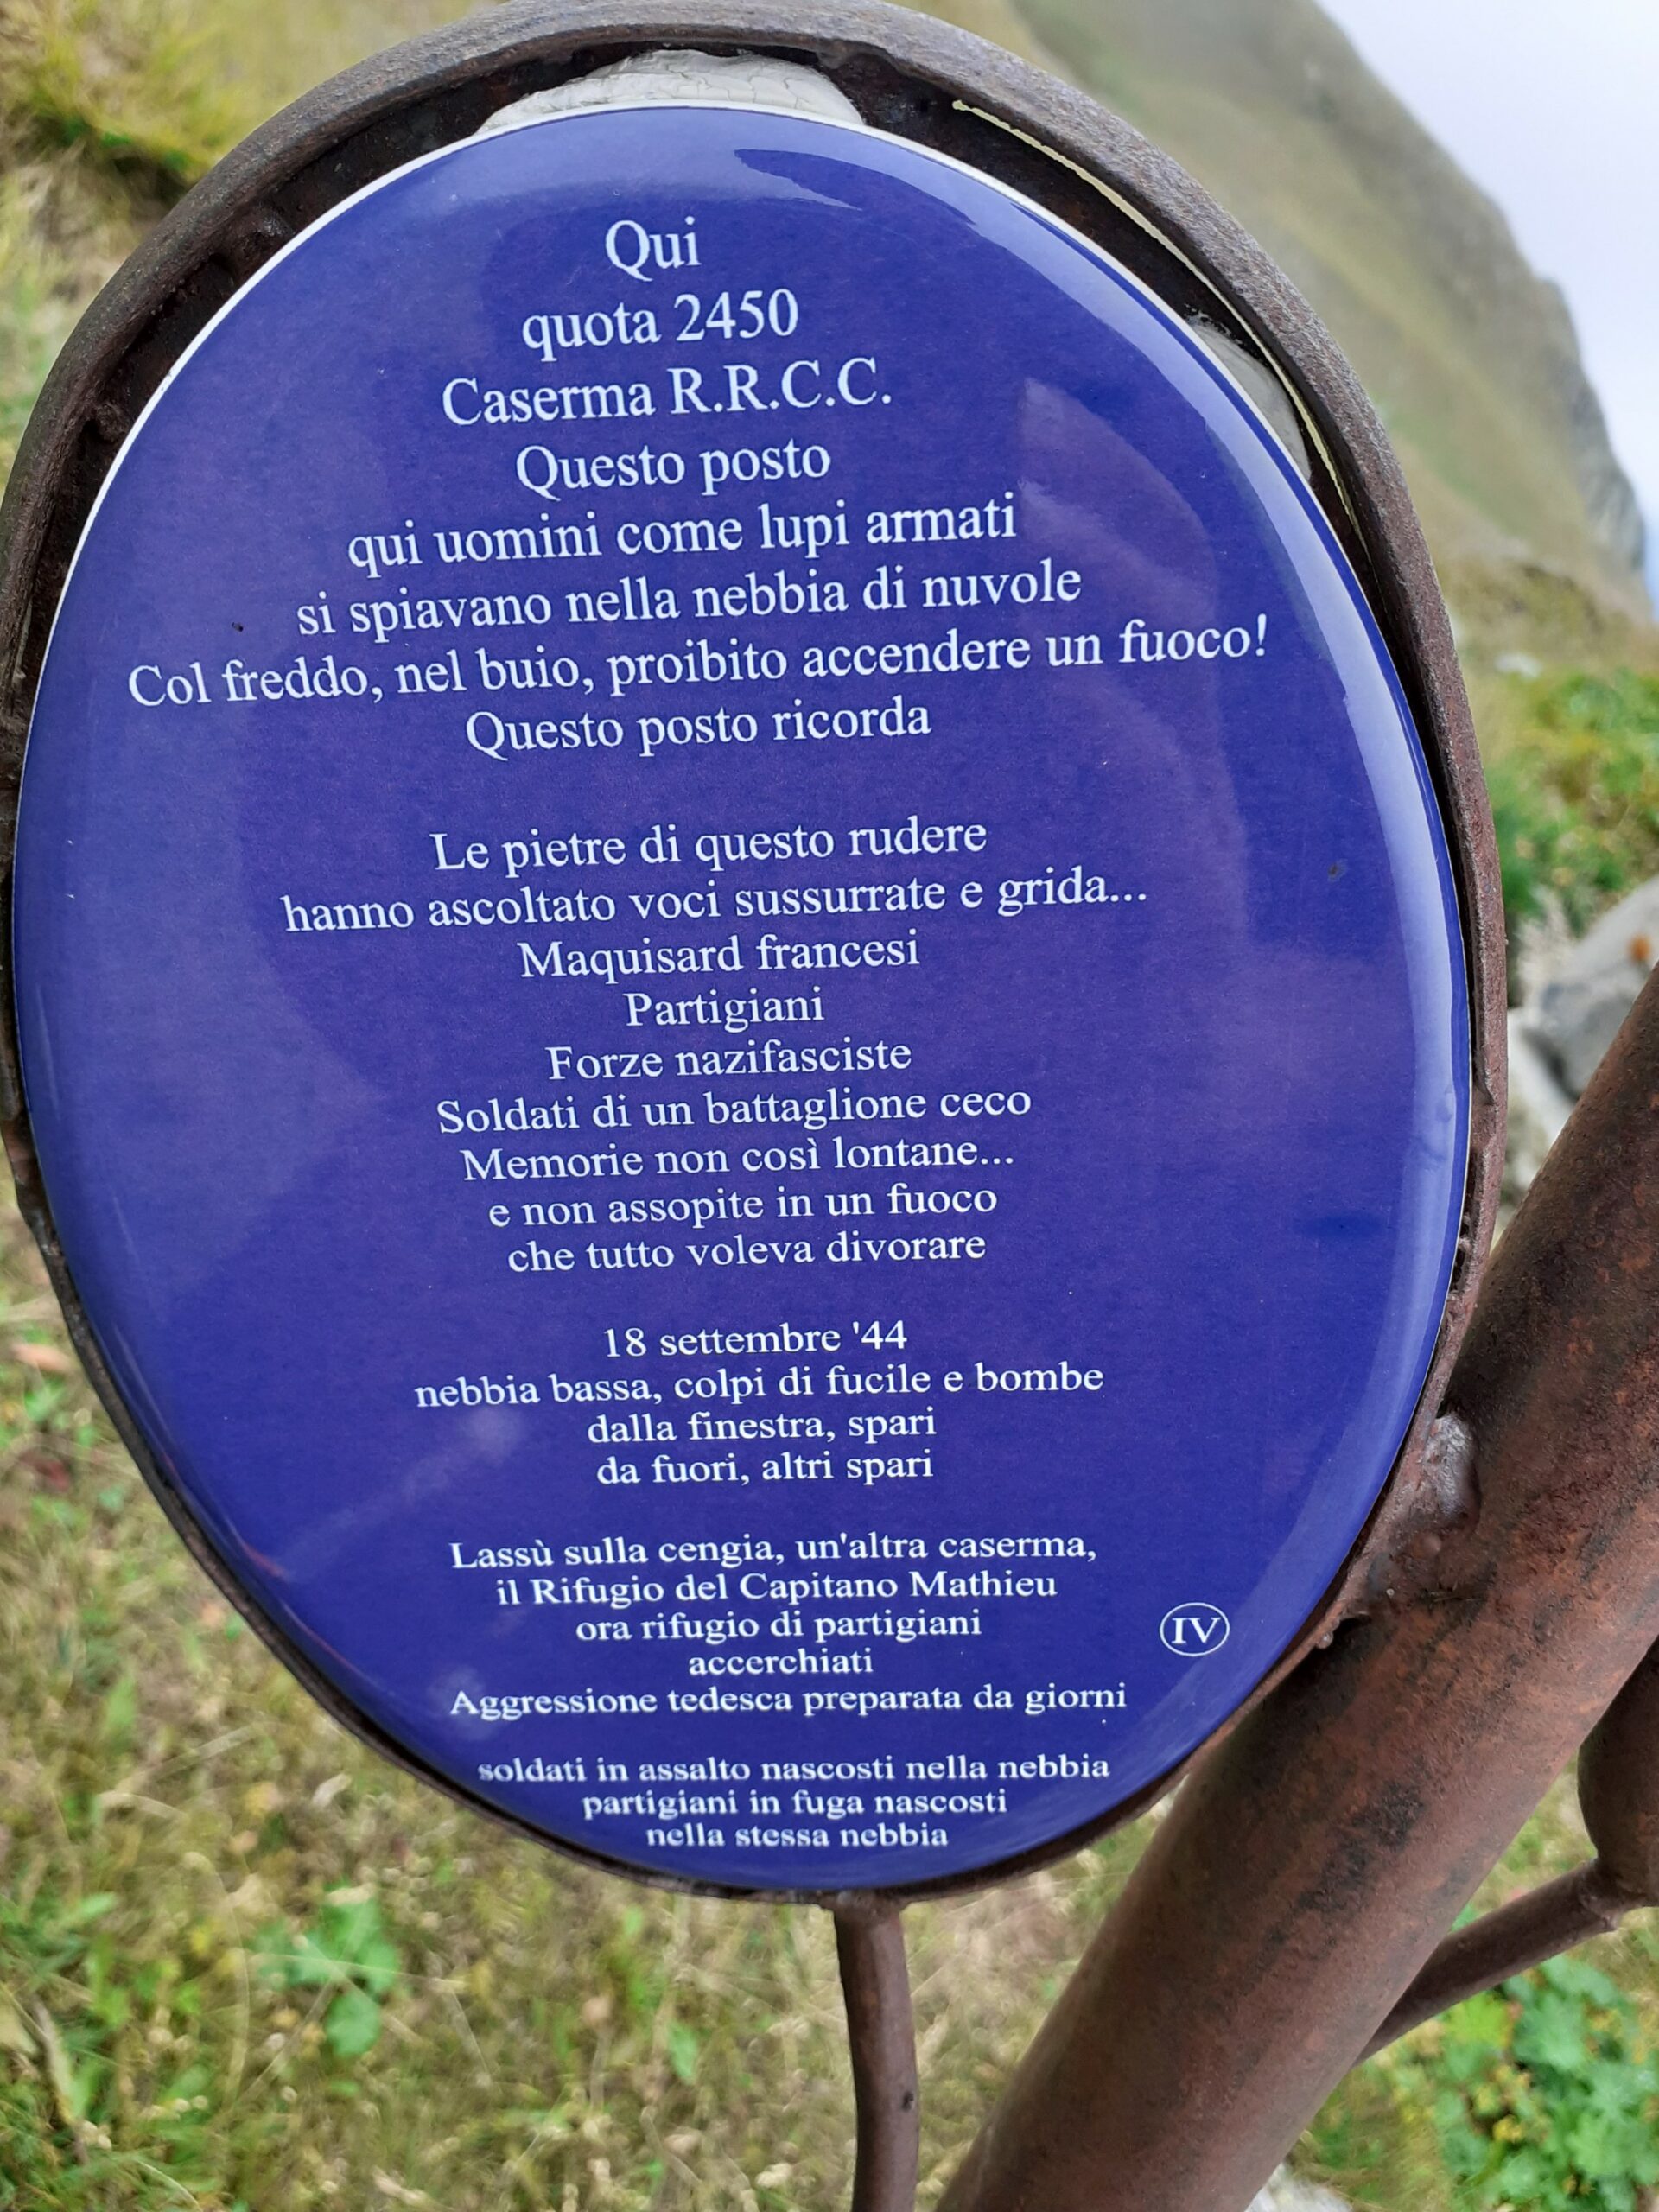 Qui
quota 2450
Caserma R.R.C.C.
Questo posto
qui uomini come lupi armati
si spiavano nella nebbia di nuvole
Col freddo, nel buio, proibito accendere un fuoco!
Questo posto ricorda
Le pietre di questo rudere
hanno ascoltato voci sussurrate e grida...
Maquisard francesi
Partigiani
Forze nazifasciste
Soldati di un battaglione ceco
Memorie non così lontane...
e non assopite in un fuoco
che tutto voleva divorare
18 settembre '44
nebbia bassa, colpi di fucile e bombe
dalla finestra, spari
da fuori, altri spari
Lassù sulla cengia, un'altra caserma,
il Rifugio del Capitano Mathieu
ora rifugio di partigiani
accerchiati
Aggressione tedesca preparata da giorni
soldati in assalto nascosti nella nebbia
partigiani in fuga nascosti
nella stessa nebbia
IV